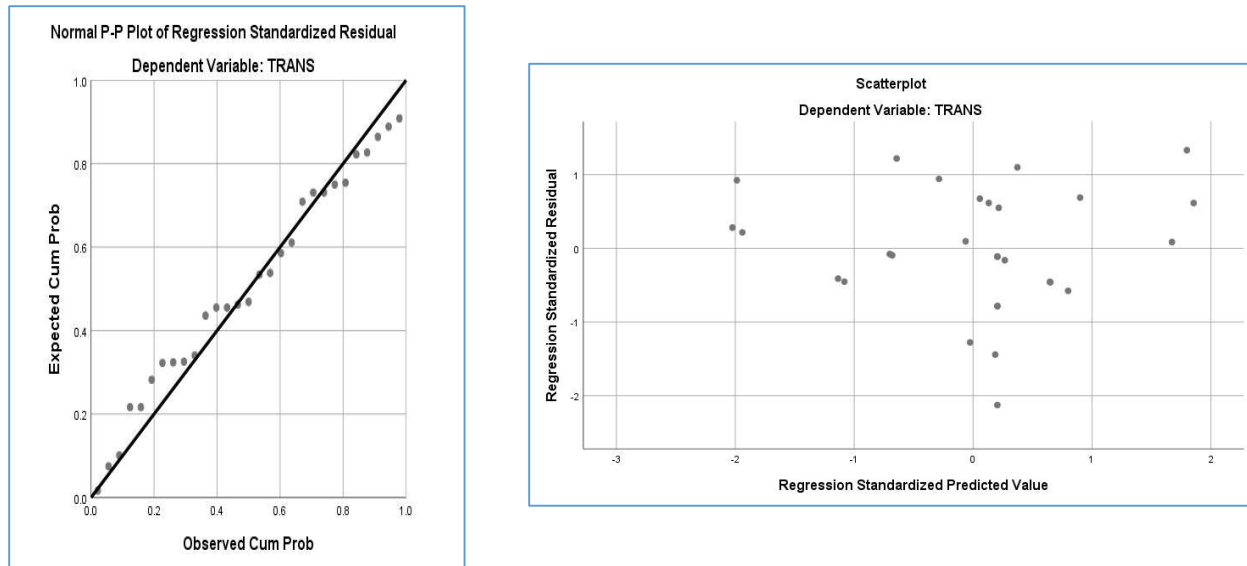 Normal P-P Plot of Regression Standardized Residual
Dependent Variable: TRANS
1.0
0.8
0.6
0.4
0.2
0.0
Expected Cum Prob
0.0 0.2 0.4 0.6 0.8 1.0
Observed Cum Prob
Scatterplot
Dependent Variable: TRANS
1
0
-1
-2
Regression Standardized Residual
-3 -2 -1 0 1 2
Regression Standardized Predicted Value